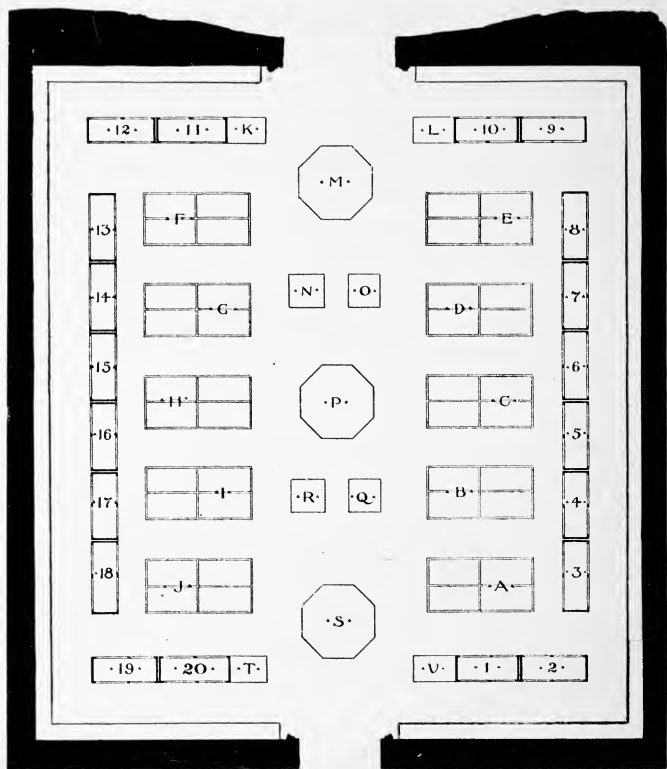 ·12· ·11· ·K· ·L· ·10· ·9·
·M·
·F· ·E·
·13· ·8·
·14· ·G· ·N· ·O· ·D· ·7·
·15· ·6·
·H· ·P· ·C·
·16· ·5·
·17· ·I· ·R· ·Q· ·B· ·4·
·18· ·J· ·A· ·3·
·S·
·19· ·20· ·T· ·U· ·1· ·2·